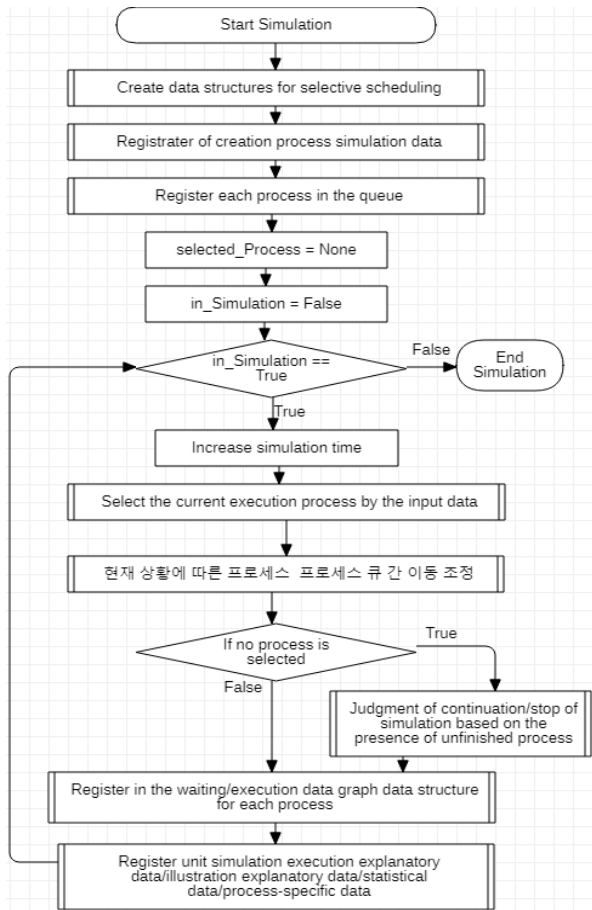 Start Simulation
Create data structures for selective scheduling
Registrater of creation process simulation data
Register each process in the queue
selected_Process = None
in_Simulation = False
in_Simulation ==
True
False
End
Simulation
True
Increase simulation time
Select the current execution process by the input data
현재 상황에 따른 프로세스  프로세스 큐 간 이동 조정
If no process is
selected
True
False
Judgment of continuation/stop of
simulation based on the
presence of unfinished process
Register in the waiting/execution data graph data structure
for each process
Register unit simulation execution explanatory
data/illustration explanatory data/statistical
data/process-specific data